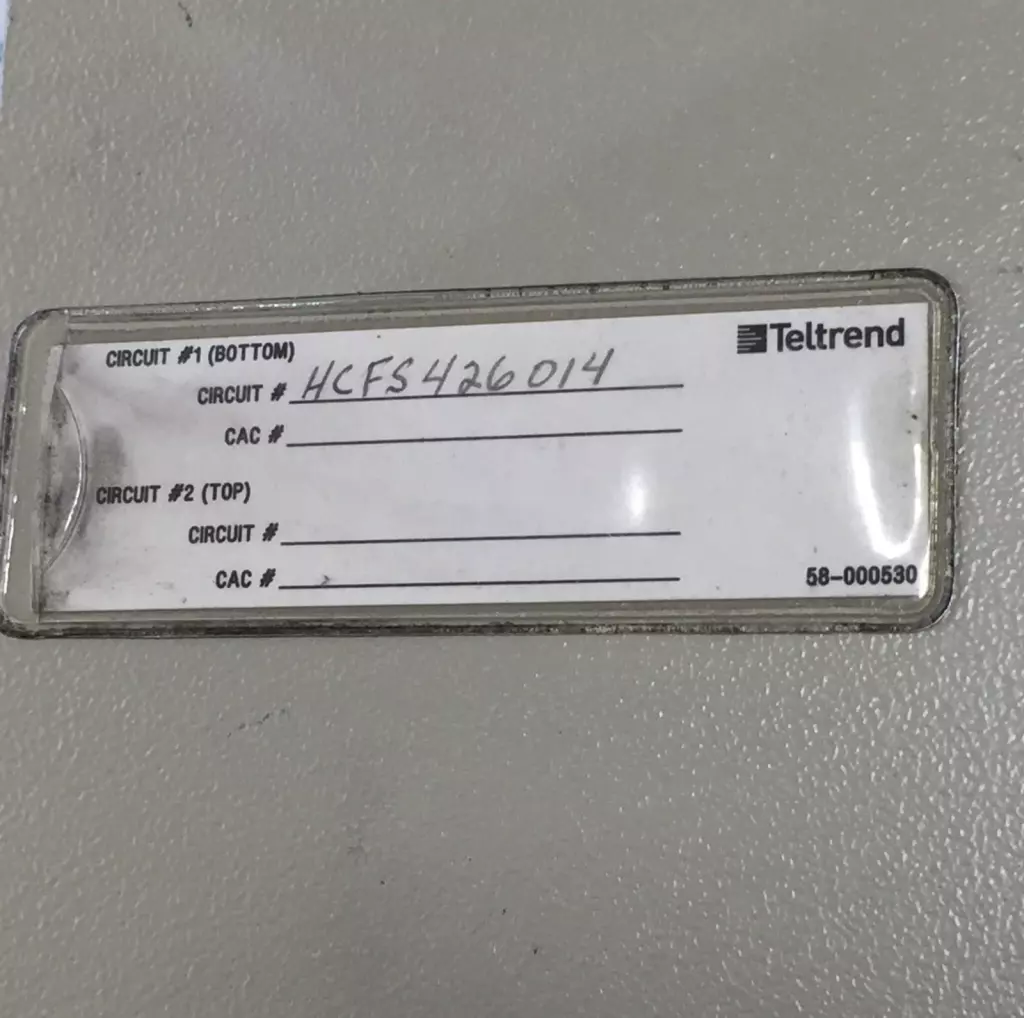 Teltrend
CIRCUIT #1 (BOTTOM)
CIRCUIT # HCFS426014
CAC #
CIRCUIT #2 (TOP)
CIRCUIT #
CAC #
58-000530